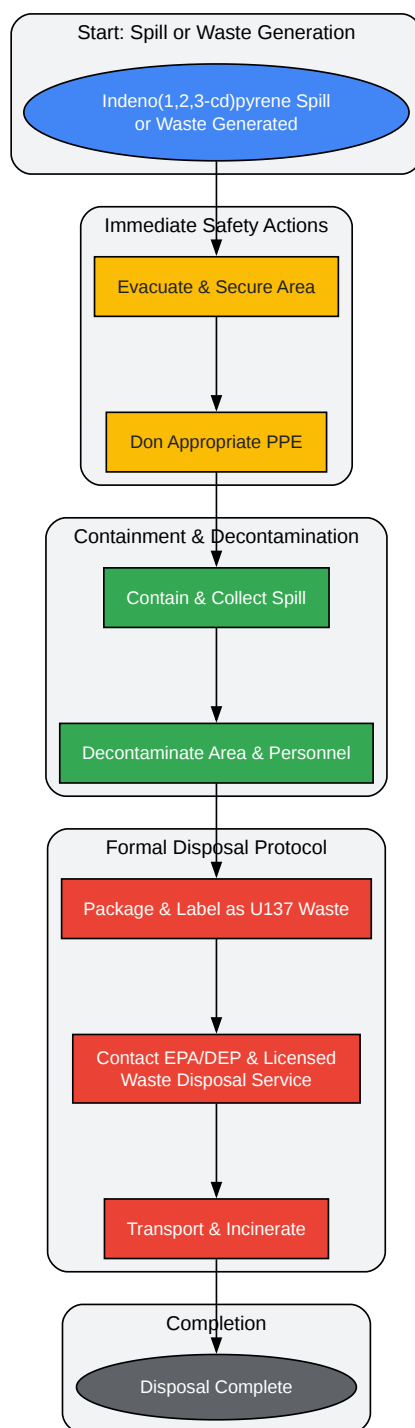 Start: Spill or Waste Generation
Indeno(1,2,3-cd)pyrene Spill
or Waste Generated
Immediate Safety Actions
Evacuate & Secure Area
Don Appropriate PPE
Containment & Decontamination
Contain & Collect Spill
Decontaminate Area & Personnel
Formal Disposal Protocol
Package & Label as U137 Waste
Contact EPA/DEP & Licensed
Waste Disposal Service
Transport & Incinerate
Completion
Disposal Complete